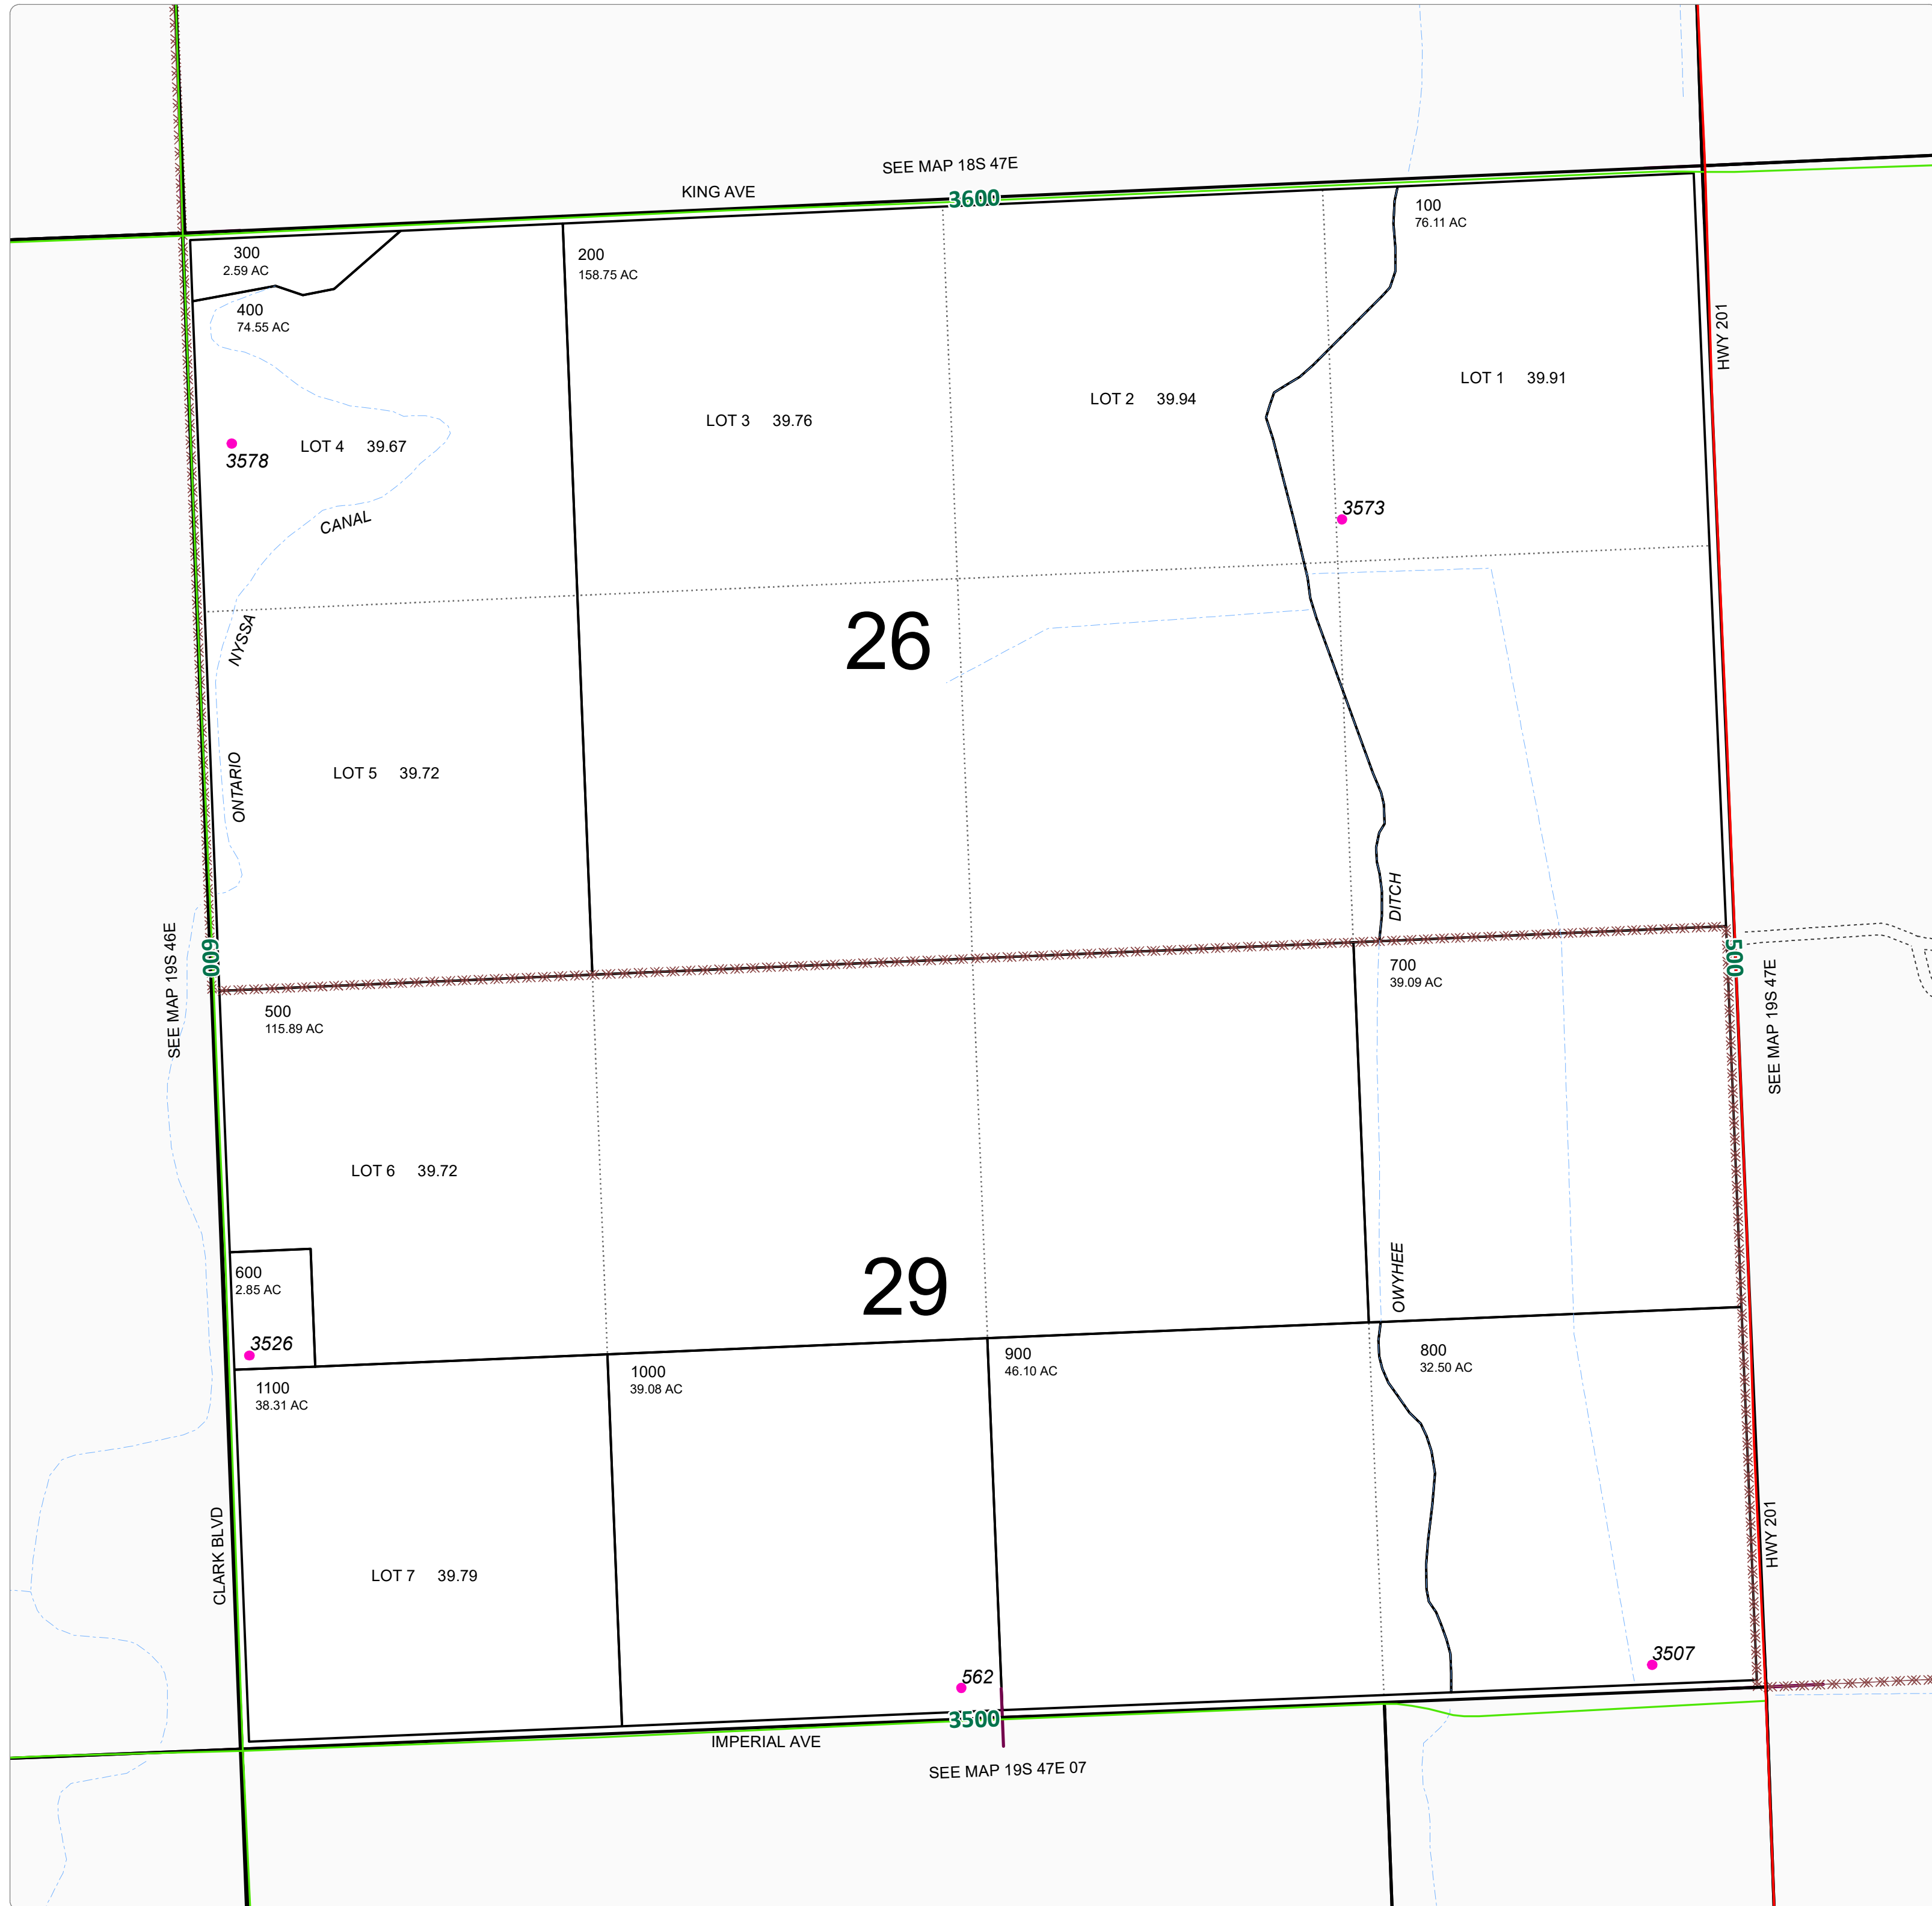 SEE MAP 18S 47E
KING AVE
3600
100
76.11 AC
300
2.59 AC
200
158.75 AC
400
74.55 AC
HWY 201
LOT 1 39.91
LOT 2 39.94
LOT 3 39.76
LOT 4 39.67
3578
3573
CANAL
NYSSA
26
ONTARIO
LOT 5 39.72
DITCH
SEE MAP 19S 46E
600
500
700
39.09 AC
SEE MAP 19S 47E
500
115.89 AC
LOT 6 39.72
OWYHEE
600
2.85 AC
29
3526
800
32.50 AC
900
46.10 AC
1000
39.08 AC
1100
38.31 AC
CLARK BLVD
HWY 201
LOT 7 39.79
3507
562
3500
IMPERIAL AVE
SEE MAP 19S 47E 07